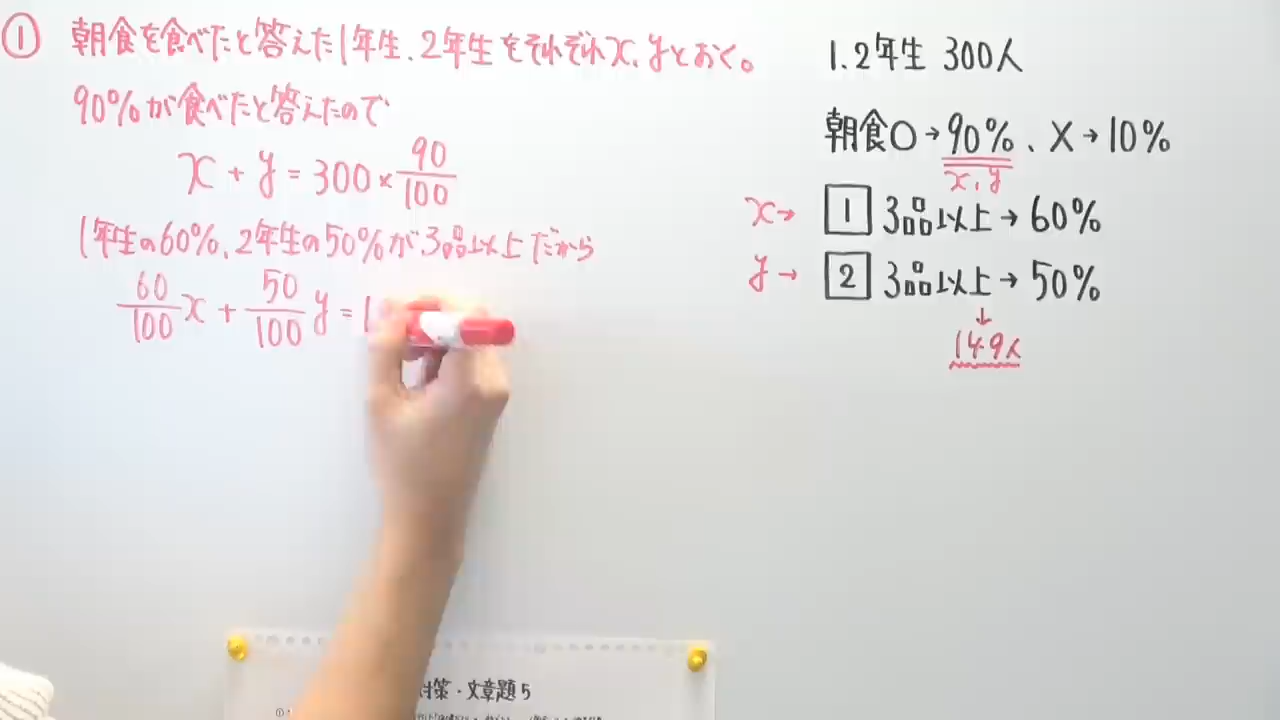 ① 朝食を食べたと答えた1年生、2年生をそれぞれx、yとおく。
90%が食べたと答えたので
x + y = 300 × 90/100
1年生の60%、2年生の50%が3品以上だから
60/100 x + 50/100 y = 1
1、2年生 300人
朝食○→90%、×→10%
x、y
x→ 1 3品以上→60%
y→ 2 3品以上→50%
↓
149人
対策・文章題5